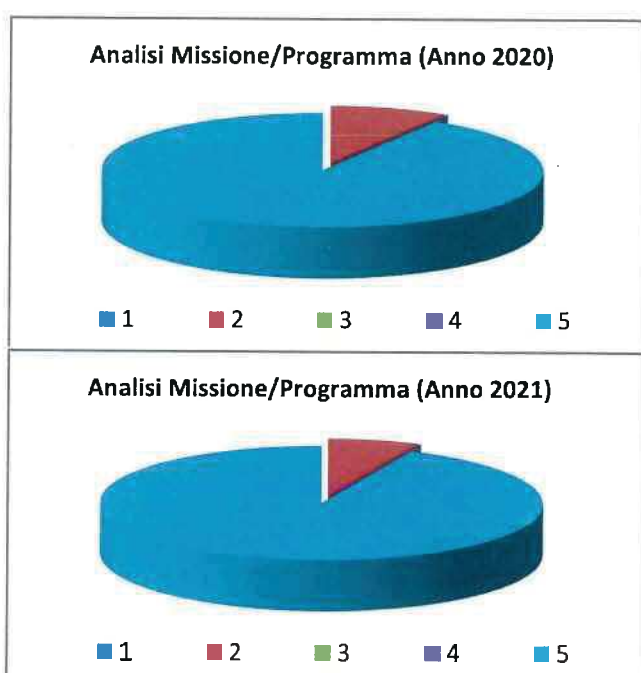 Analisi Missione/Programma (Anno 2020)
1 2 3 4 5
Analisi Missione/Programma (Anno 2021)
1 2 3 4 5